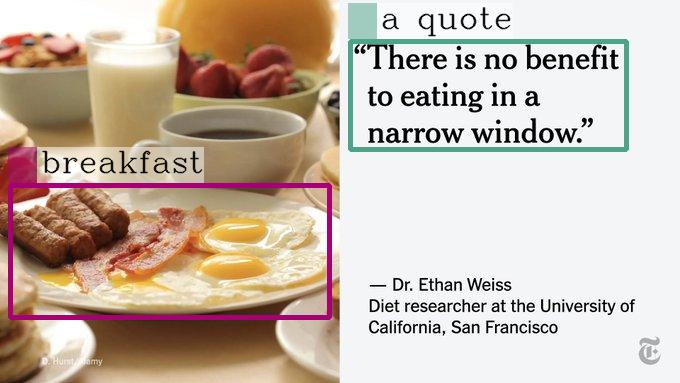 a quote
“There is no benefit
to eating in a
narrow window.”
breakfast
— Dr. Ethan Weiss
Diet researcher at the University of
California, San Francisco
D. Hurst/Alamy
T